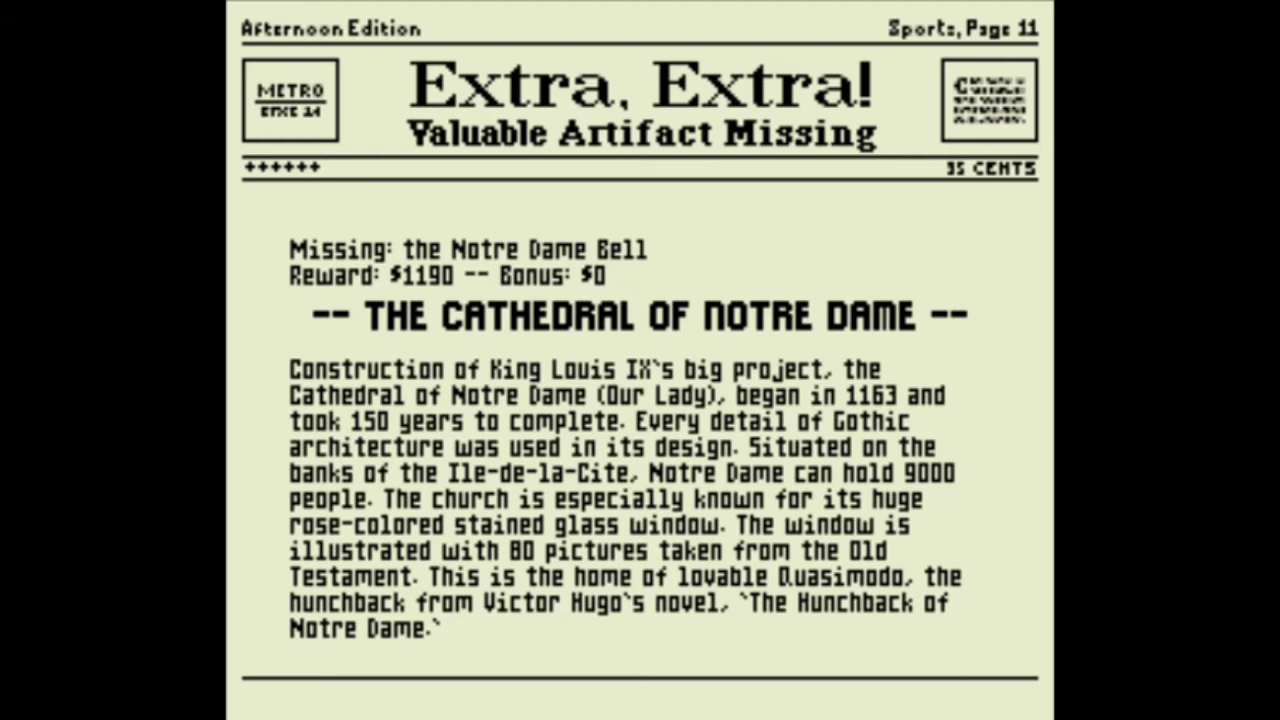 Afternoon Edition
Sports, Page 11
METRO
Extra, Extra!
Valuable Artifact Missing
++++++
35 CENTS
Missing: the Notre Dame Bell
Reward: $1190 -- Bonus: $0
-- THE CATHEDRAL OF NOTRE DAME --
Construction of King Louis IX`s big project, the
Cathedral of Notre Dame (Our Lady), began in 1163 and
took 150 years to complete. Every detail of Gothic
architecture was used in its design. Situated on the
banks of the Ile-de-la-Cite, Notre Dame can hold 9000
people. The church is especially known for its huge
rose-colored stained glass window. The window is
illustrated with 80 pictures taken from the Old
Testament. This is the home of lovable Quasimodo, the
hunchback from Victor Hugo`s novel, `The Hunchback of
Notre Dame.`